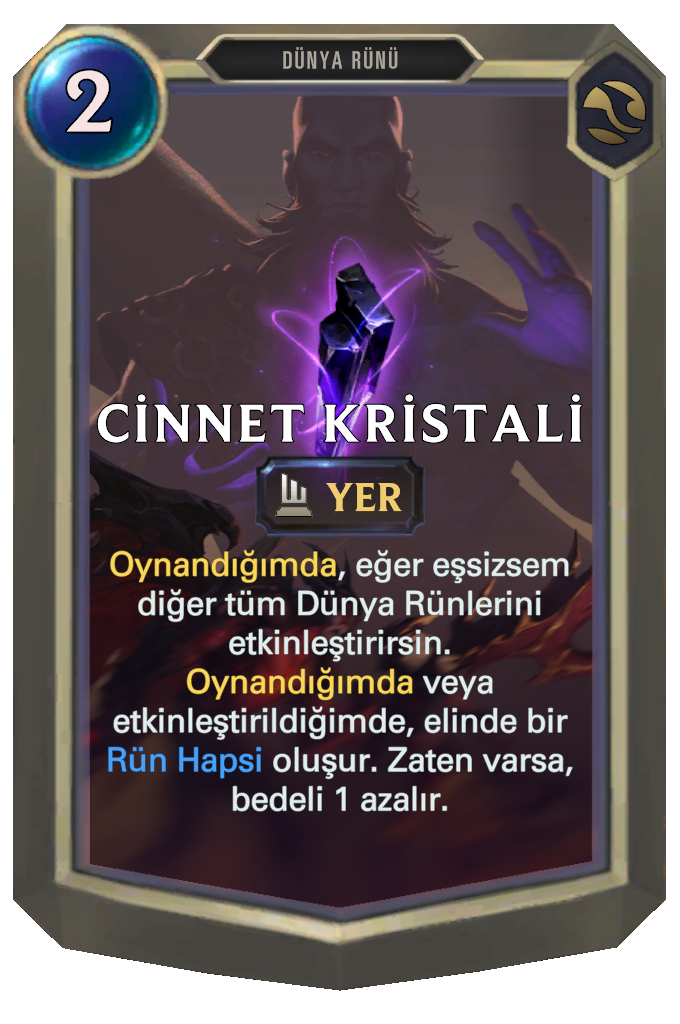 DÜNYA RÜNÜ
2
CİNNET KRİSTALİ
YER
Oynandığımda, eğer eşsizsem
diğer tüm Dünya Rünlerini
etkinleştirirsin.
Oynandığımda veya
etkinleştirildiğimde, elinde bir
Rün Hapsi oluşur. Zaten varsa,
bedeli 1 azalır.